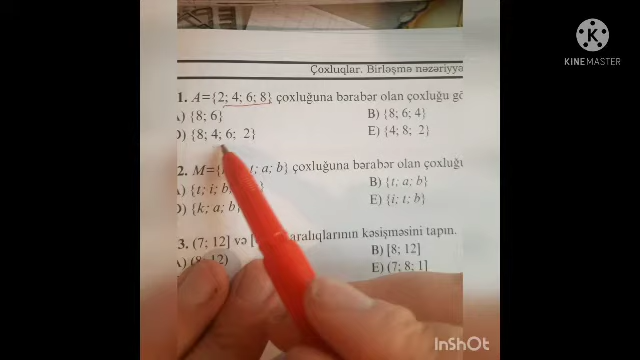 KINEMASTER
Çoxluqlar. Birləşmə nəzəriyyə
1. A={2; 4; 6; 8} çoxluğuna bərabər olan çoxluğu
A) {8; 6} B) {8; 6; 4}
D) {8; 4; 6; 2} E) {4; 8; 2}
2. M={ t; a; b} çoxluğuna bərabər olan çoxluğu
A) {t; i; b; B) {t; a; b}
D) {k; a; b} E) {i; t; b}
3. (7; 12] və [ aralıqlarının kəsişməsini tapın.
A) (8; 12) B) [8; 12]
E) (7; 8; 1]
InShOt